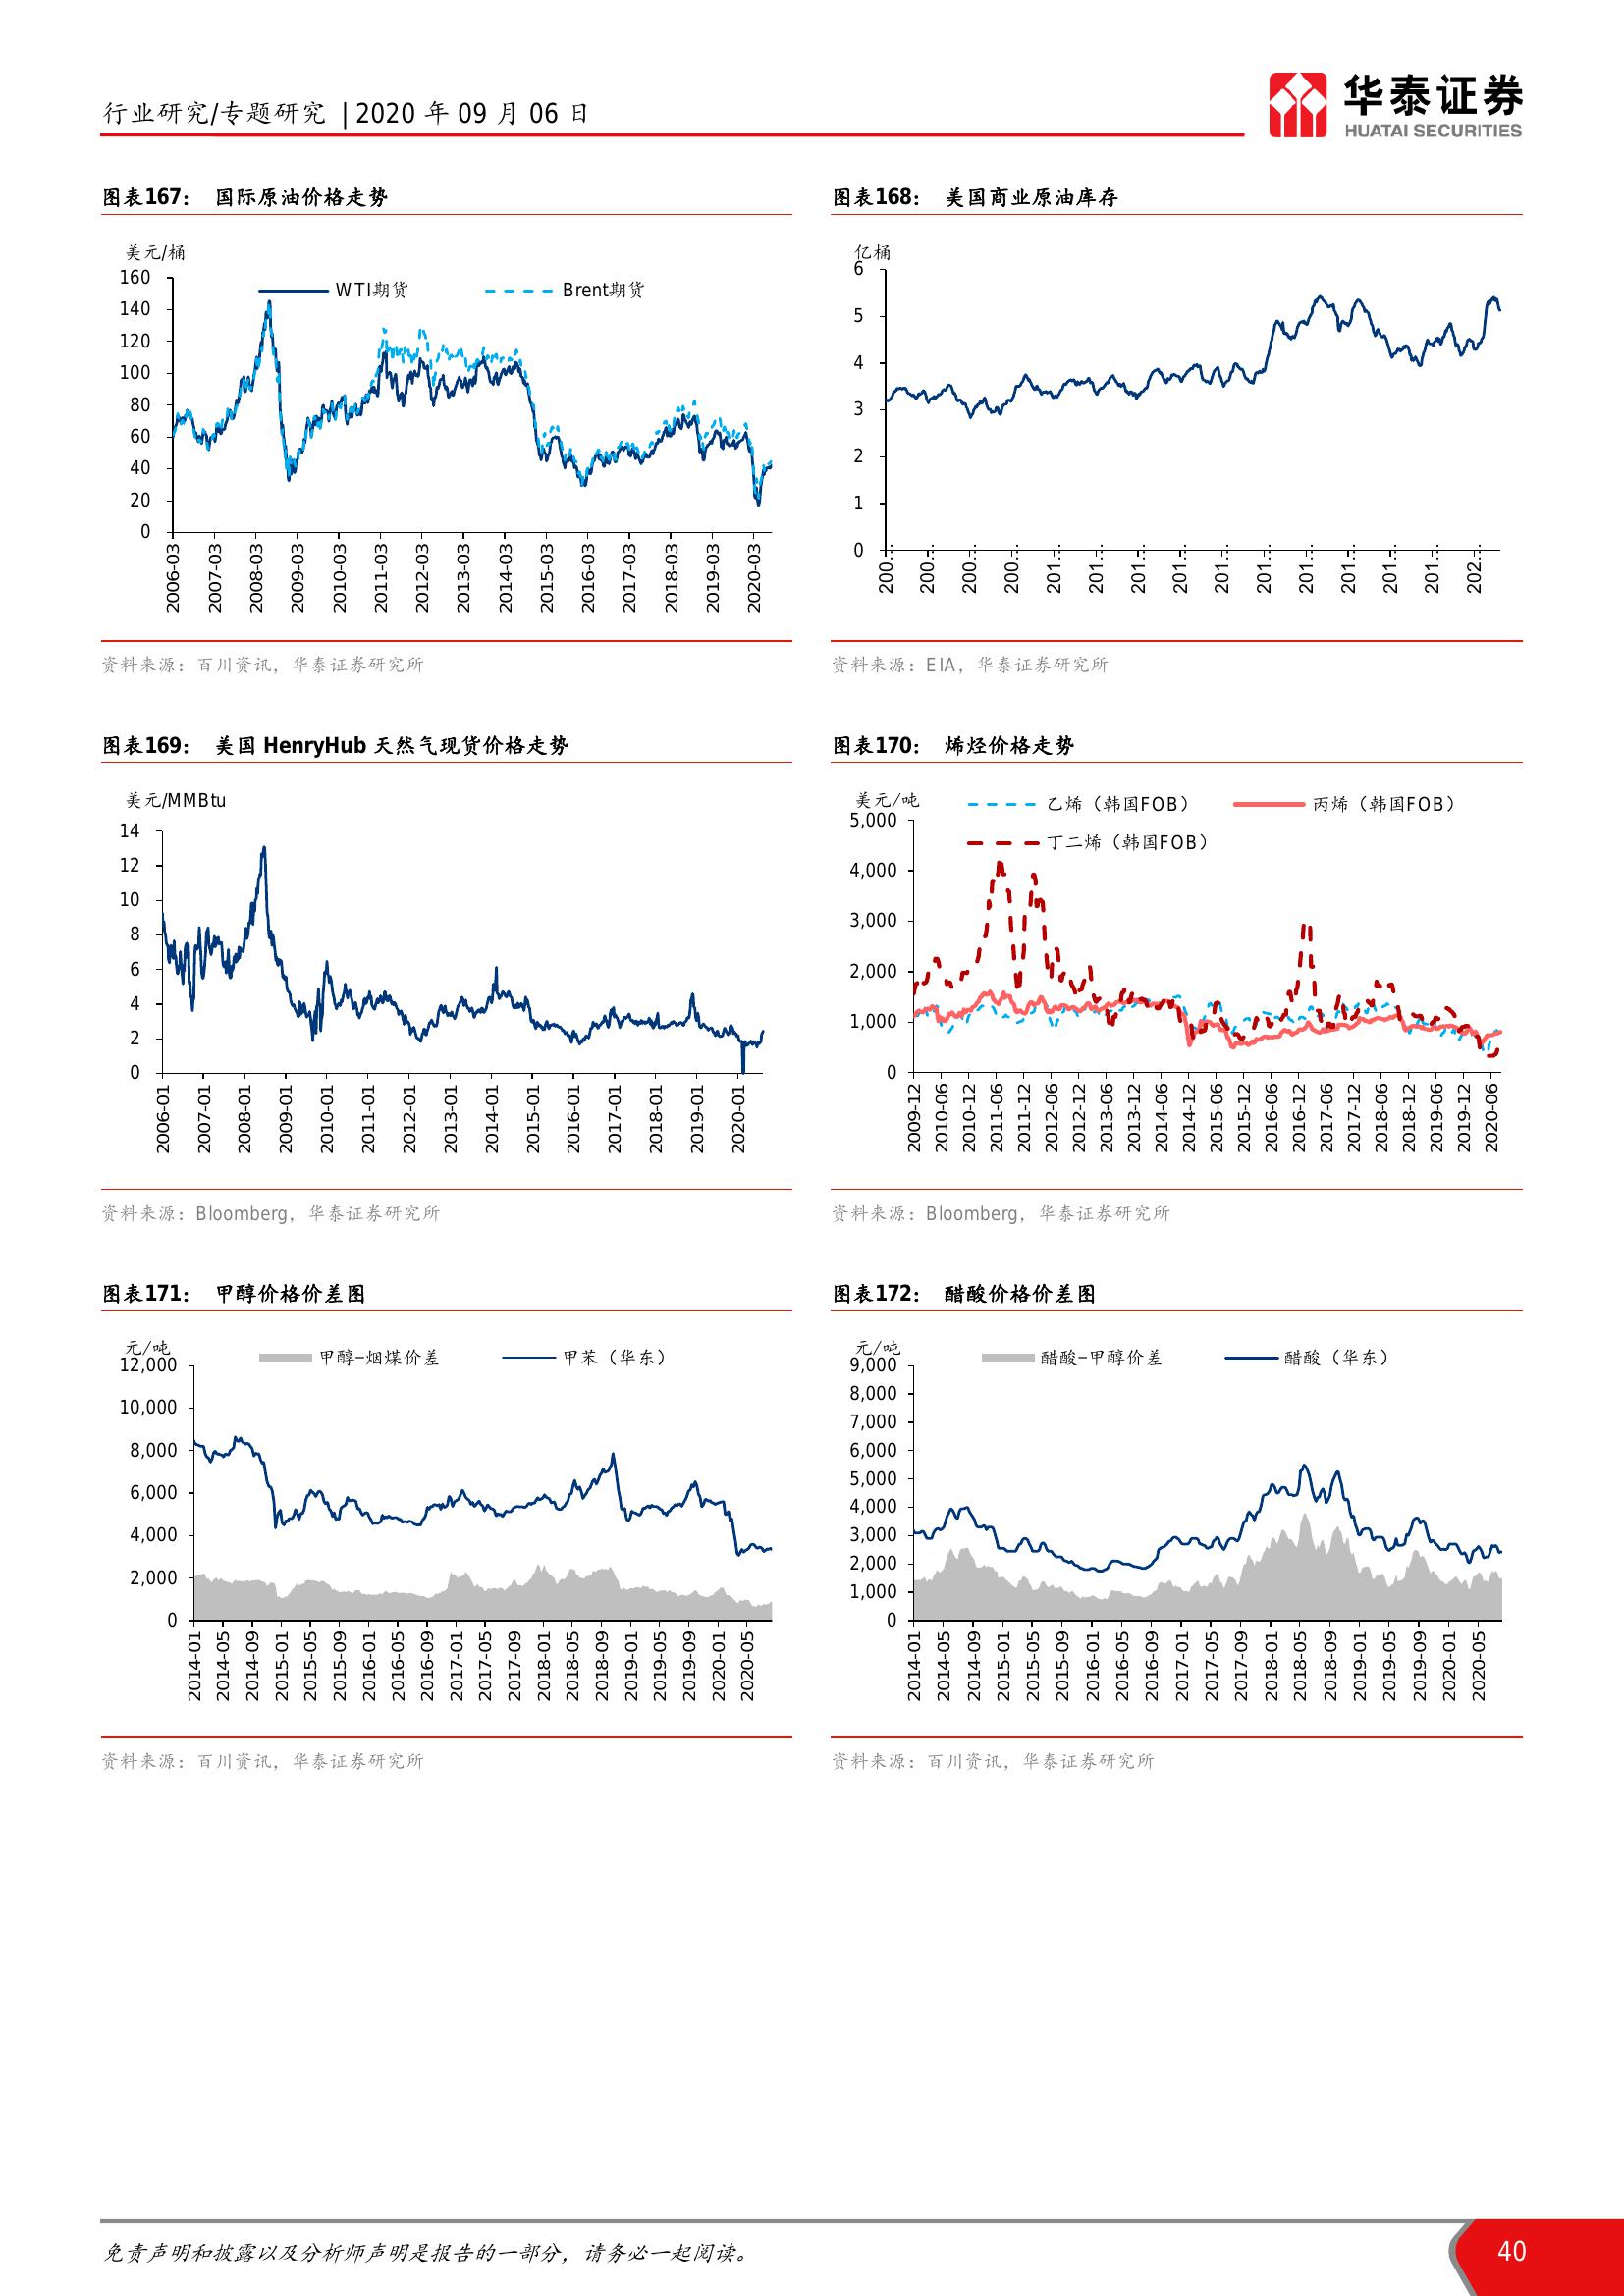 行业研究/专题研究 | 2020 年 09 月 06 日
华泰证券
HUATAI SECURITIES
图表167： 国际原油价格走势
美元/桶
WTI期货 Brent期货
160
140
120
100
80
60
40
20
0
2006-03 2007-03 2008-03 2009-03 2010-03 2011-03 2012-03 2013-03 2014-03 2015-03 2016-03 2017-03 2018-03 2019-03 2020-03
资料来源：百川资讯，华泰证券研究所
图表168： 美国商业原油库存
亿桶
6
5
4
3
2
1
0
200… 200… 200… 200… 201… 201… 201… 201… 201… 201… 201… 201… 201… 201… 202…
资料来源：EIA，华泰证券研究所
图表169： 美国 HenryHub 天然气现货价格走势
美元/MMBtu
14
12
10
8
6
4
2
0
2006-01 2007-01 2008-01 2009-01 2010-01 2011-01 2012-01 2013-01 2014-01 2015-01 2016-01 2017-01 2018-01 2019-01 2020-01
资料来源：Bloomberg，华泰证券研究所
图表170： 烯烃价格走势
美元/吨
乙烯（韩国FOB） 丙烯（韩国FOB）
丁二烯（韩国FOB）
5,000
4,000
3,000
2,000
1,000
0
2009-12 2010-06 2010-12 2011-06 2011-12 2012-06 2012-12 2013-06 2013-12 2014-06 2014-12 2015-06 2015-12 2016-06 2016-12 2017-06 2017-12 2018-06 2018-12 2019-06 2019-12 2020-06
资料来源：Bloomberg，华泰证券研究所
图表171： 甲醇价格价差图
元/吨
甲醇-烟煤价差 甲苯（华东）
12,000
10,000
8,000
6,000
4,000
2,000
0
2014-01 2014-05 2014-09 2015-01 2015-05 2015-09 2016-01 2016-05 2016-09 2017-01 2017-05 2017-09 2018-01 2018-05 2018-09 2019-01 2019-05 2019-09 2020-01 2020-05
资料来源：百川资讯，华泰证券研究所
图表172： 醋酸价格价差图
元/吨
醋酸-甲醇价差 醋酸（华东）
9,000
8,000
7,000
6,000
5,000
4,000
3,000
2,000
1,000
0
2014-01 2014-05 2014-09 2015-01 2015-05 2015-09 2016-01 2016-05 2016-09 2017-01 2017-05 2017-09 2018-01 2018-05 2018-09 2019-01 2019-05 2019-09 2020-01 2020-05
资料来源：百川资讯，华泰证券研究所
免责声明和披露以及分析师声明是报告的一部分，请务必一起阅读。
40